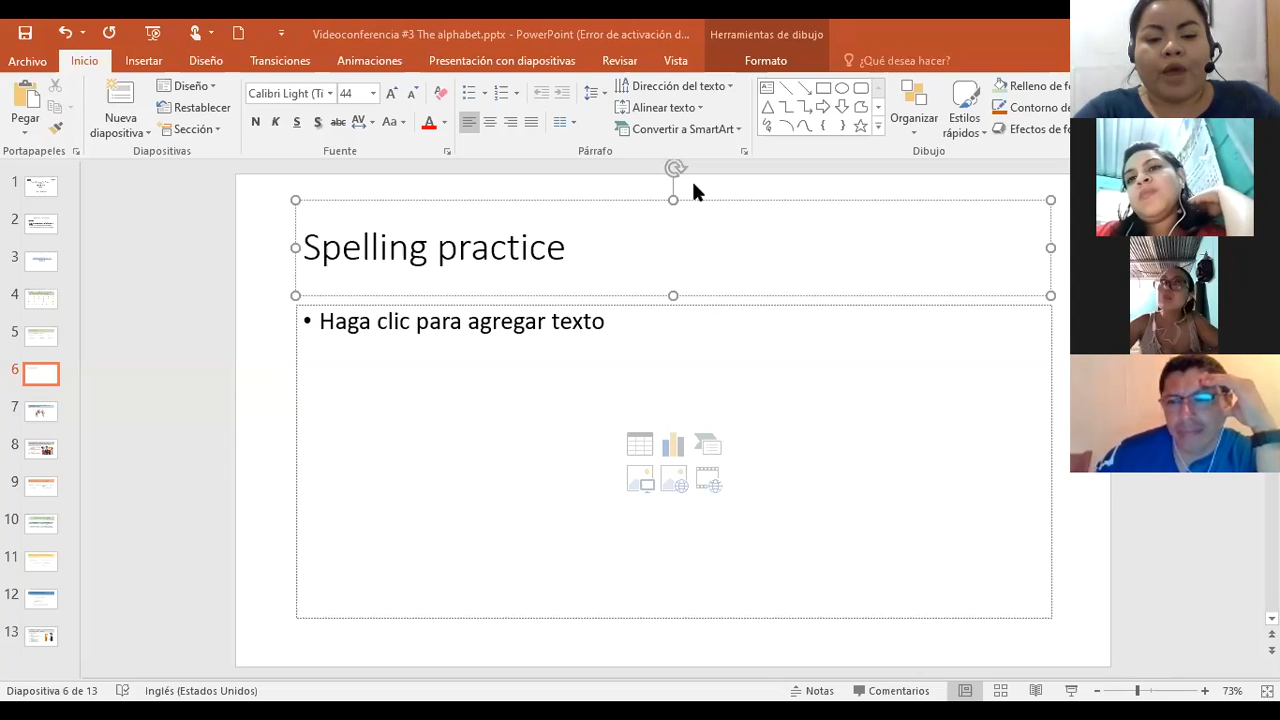 Videoconferencia #3 The alphabet.pptx - PowerPoint (Error de activación d...
Herramientas de dibujo
Archivo Inicio Insertar Diseño Transiciones Animaciones Presentación con diapositivas Revisar Vista Formato ¿Qué desea hacer?
Pegar
Portapapeles
Nueva diapositiva
Diseño
Restablecer
Sección
Diapositivas
Calibri Light (Ti 44
N K S S abc AV Aa A
Fuente
Dirección del texto
Alinear texto
Convertir a SmartArt
Párrafo
Organizar
Estilos rápidos
Relleno de fo
Contorno de
Efectos de fo
Dibujo
1
2
3
4
5
6
7
8
9
10
11
12
13
Spelling practice
• Haga clic para agregar texto
Diapositiva 6 de 13 Inglés (Estados Unidos) Notas Comentarios 73%